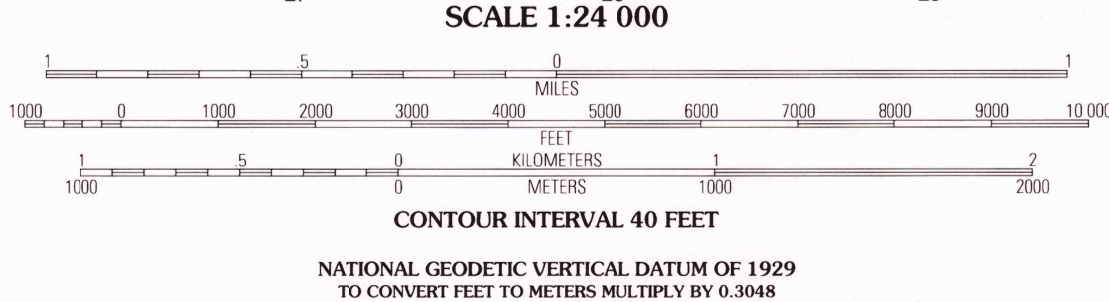 SCALE 1:24 000
1 .5 0 1
MILES
1000 0 1000 2000 3000 4000 5000 6000 7000 8000 9000 10 000
FEET
1 .5 0 KILOMETERS 1 2
1000 0 METERS 1000 2000
CONTOUR INTERVAL 40 FEET
NATIONAL GEODETIC VERTICAL DATUM OF 1929
TO CONVERT FEET TO METERS MULTIPLY BY 0.3048